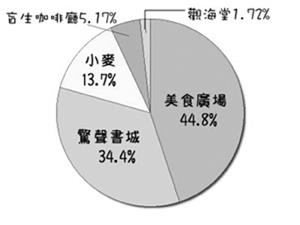 盲生咖啡廳5.17%
觀海堂1.72%
小麥
13.7%
美食廣場
44.8%
驚聲書城
34.4%